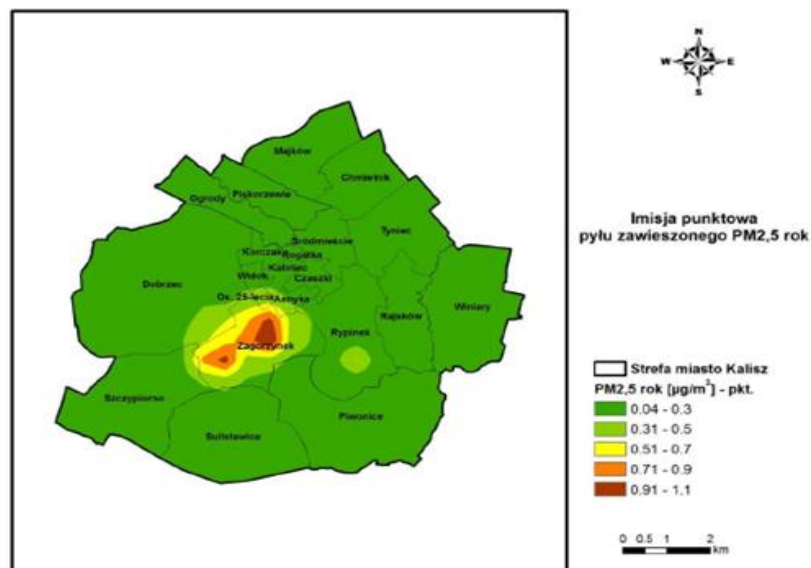 N
W E
S
Imisja punktowa
pyłu zawieszonego PM2,5 rok
Majków
Chmielnik
Ogrody
Piskorzewie
Tyniec
Śródmieście
Korczak
Rogatka
Kaliniec
Widok
Czaszki
Dobrzec
Os. 25-lecia
Asnyka
Winiary
Rajsków
Rypinek
Zagorzynek
Szczypiorno
Piwonice
Sulisławice
Strefa miasto Kalisz
PM2,5 rok [µg/m³] - pkt.
0.04 - 0.3
0.31 - 0.5
0.51 - 0.7
0.71 - 0.9
0.91 - 1.1
0 0.5 1 2
km